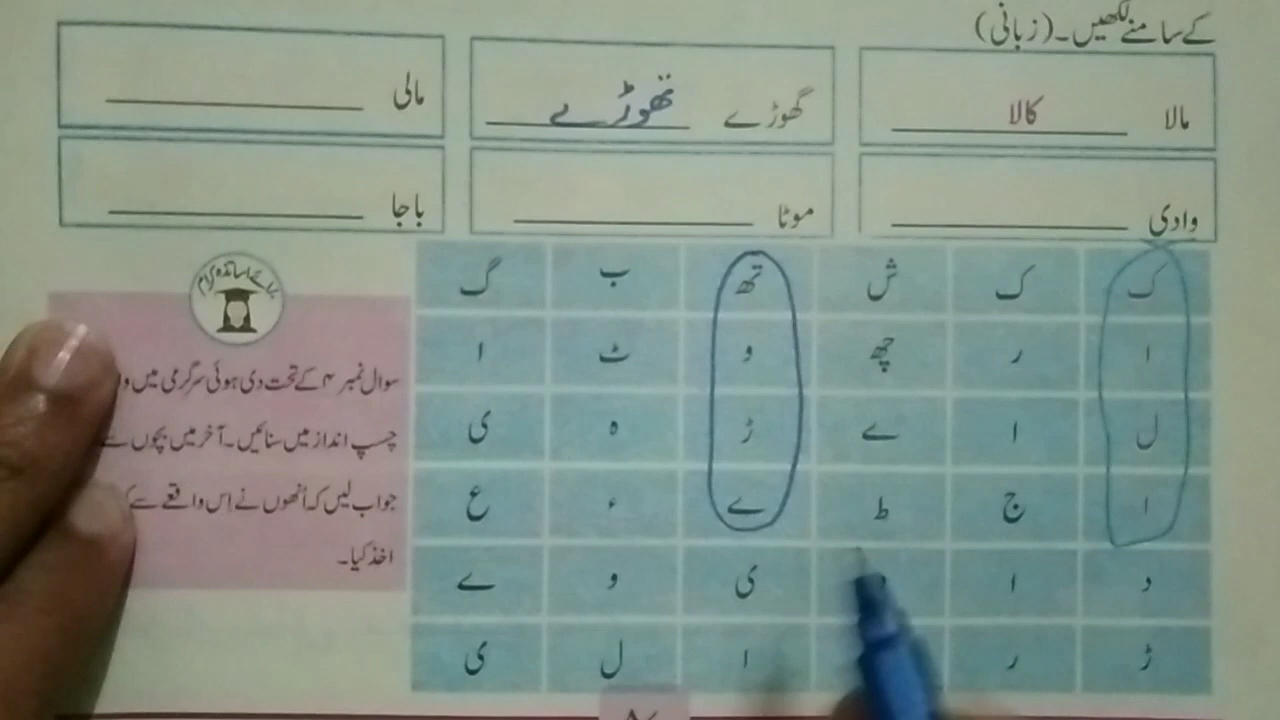 کے سامنے لکھیں۔ (زبانی)
مالا کالا
گھوڑے تھوڑے
مالی
وادی
موٹا
باجا
ک ک ش تھ ب گ
ا ر چھ و ٹ ا
ل ا ے ڑ ہ ی
ا ج ط ے ء ع
د ا ی و ے
ڑ ر ا ل ی
برائے اساتذہ کرام
سوال نمبر ۴ کے تحت دی ہوئی سرگرمی میں
چسپ انداز میں سنائیں۔ آخر میں بچوں سے
جواب لیں کہ اُنھوں نے اِس واقعے سے
اخذ کیا۔